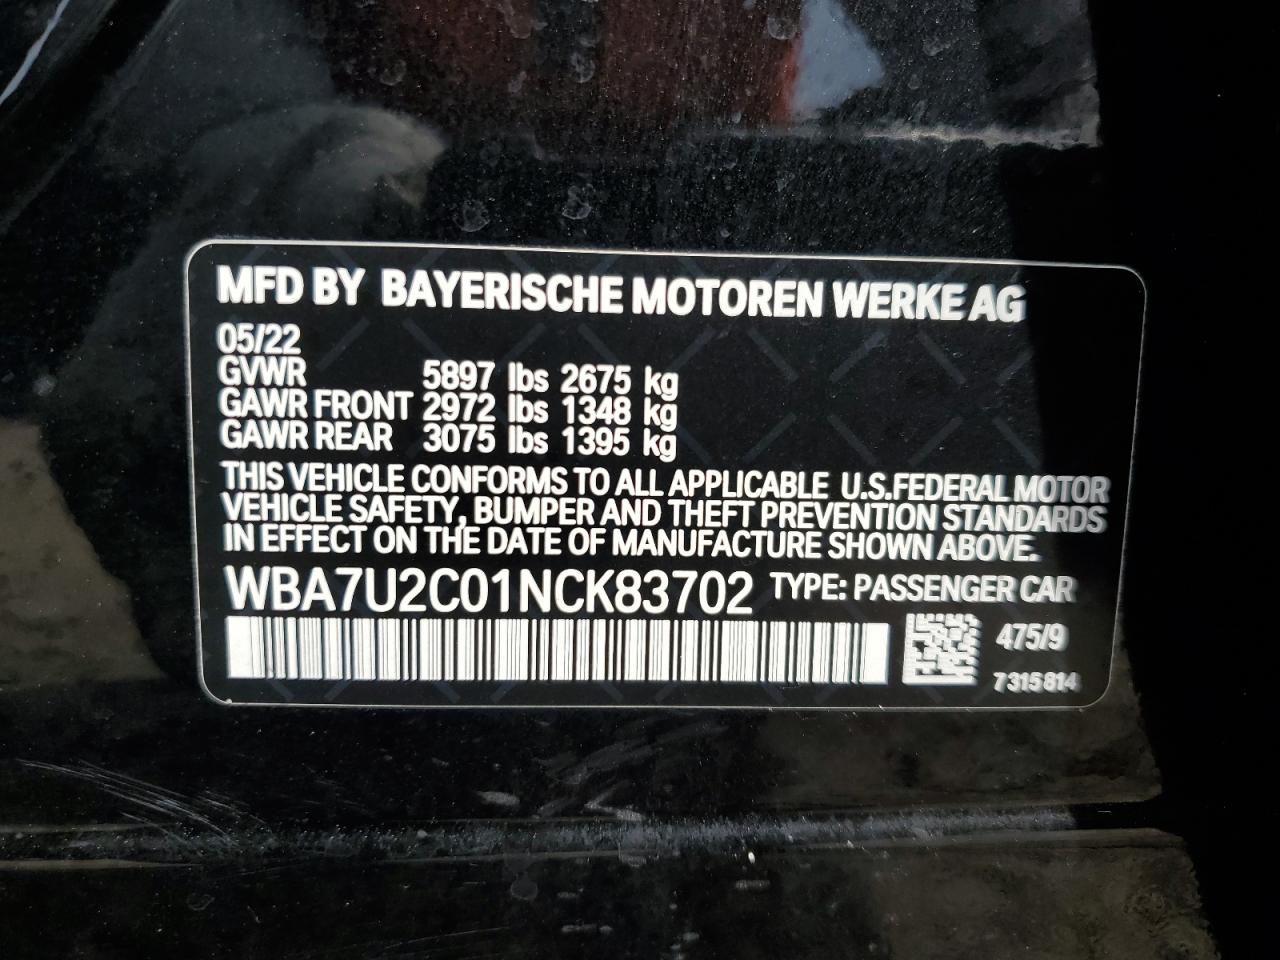 MFD BY BAYERISCHE MOTOREN WERKE AG
05/22
GVWR 5897 lbs 2675 kg
GAWR FRONT 2972 lbs 1348 kg
GAWR REAR 3075 lbs 1395 kg
THIS VEHICLE CONFORMS TO ALL APPLICABLE U.S.FEDERAL MOTOR
VEHICLE SAFETY, BUMPER AND THEFT PREVENTION STANDARDS
IN EFFECT ON THE DATE OF MANUFACTURE SHOWN ABOVE.
WBA7U2C01NCK83702 TYPE: PASSENGER CAR
475/9
7315814